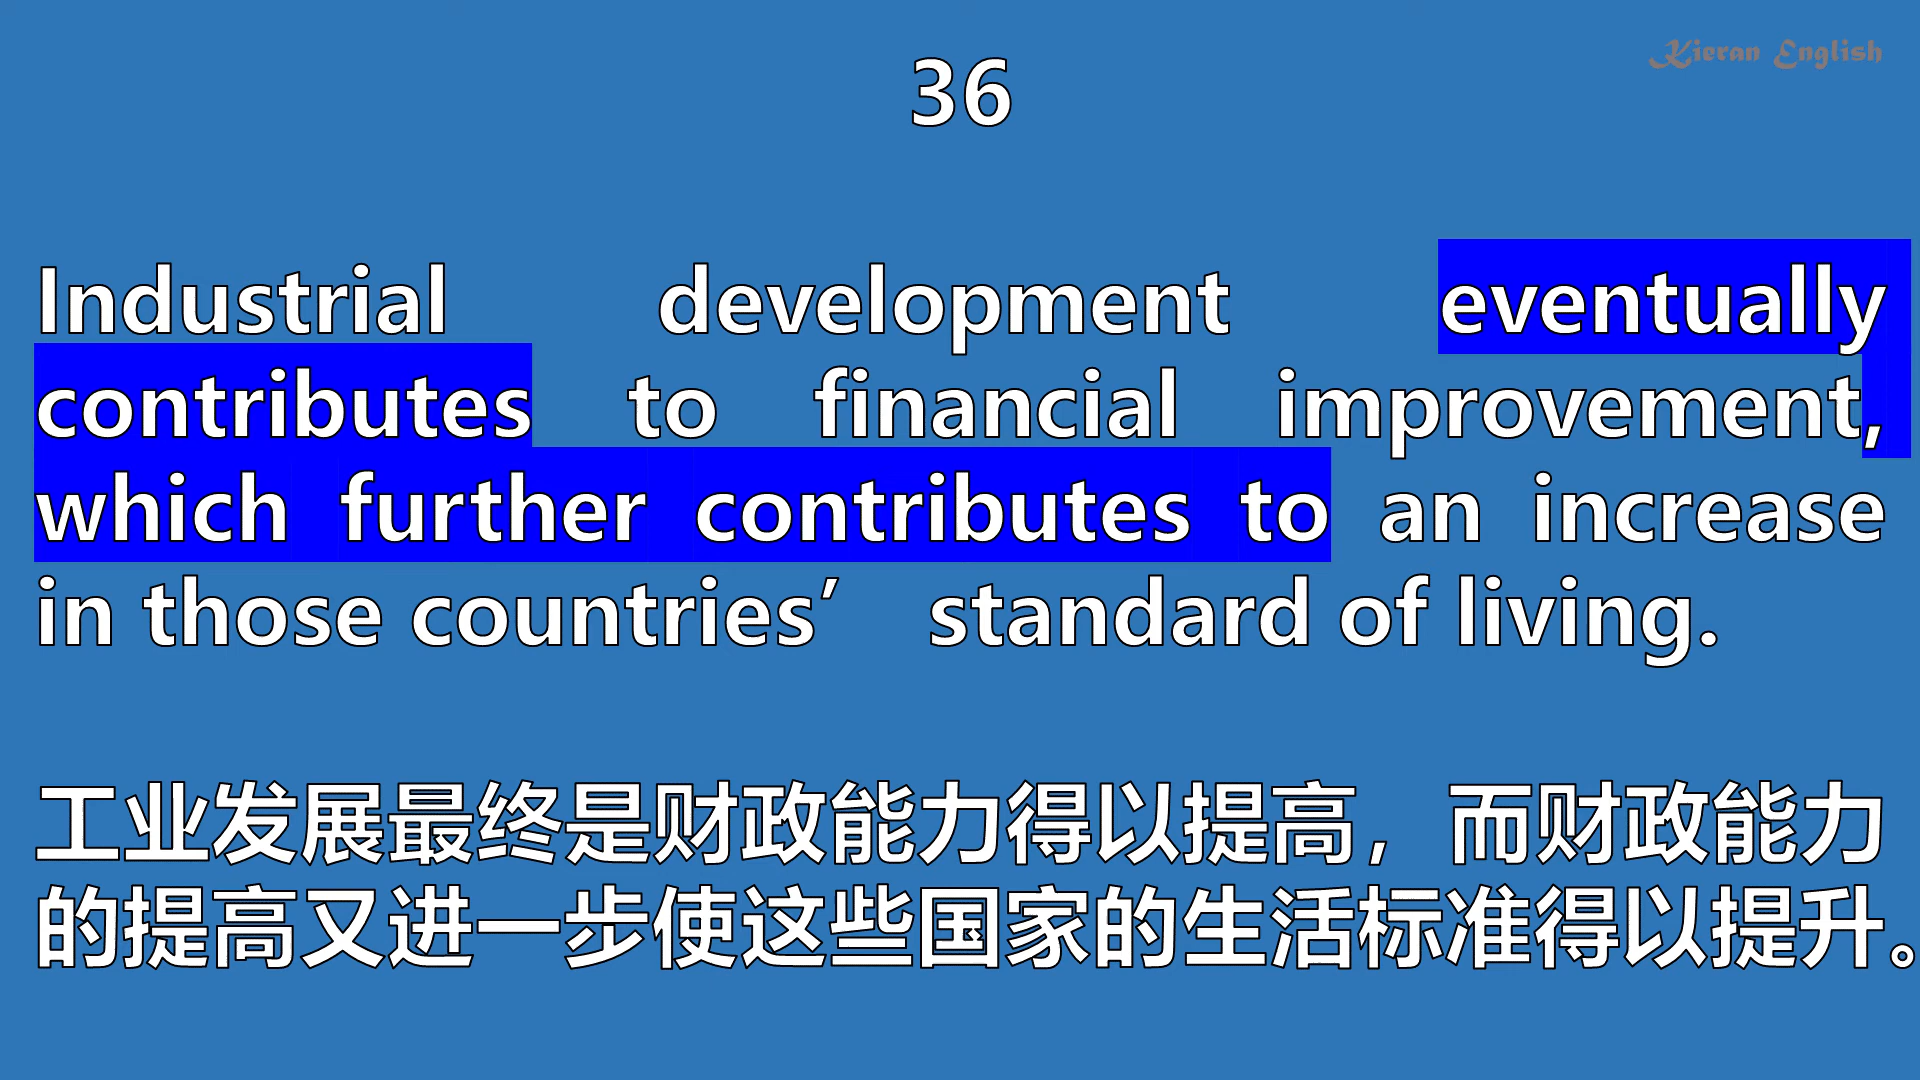 Kieran English
36
Industrial development eventually
contributes to financial improvement,
which further contributes to an increase
in those countries’ standard of living.
工业发展最终是财政能力得以提高，而财政能力
的提高又进一步使这些国家的生活标准得以提升。